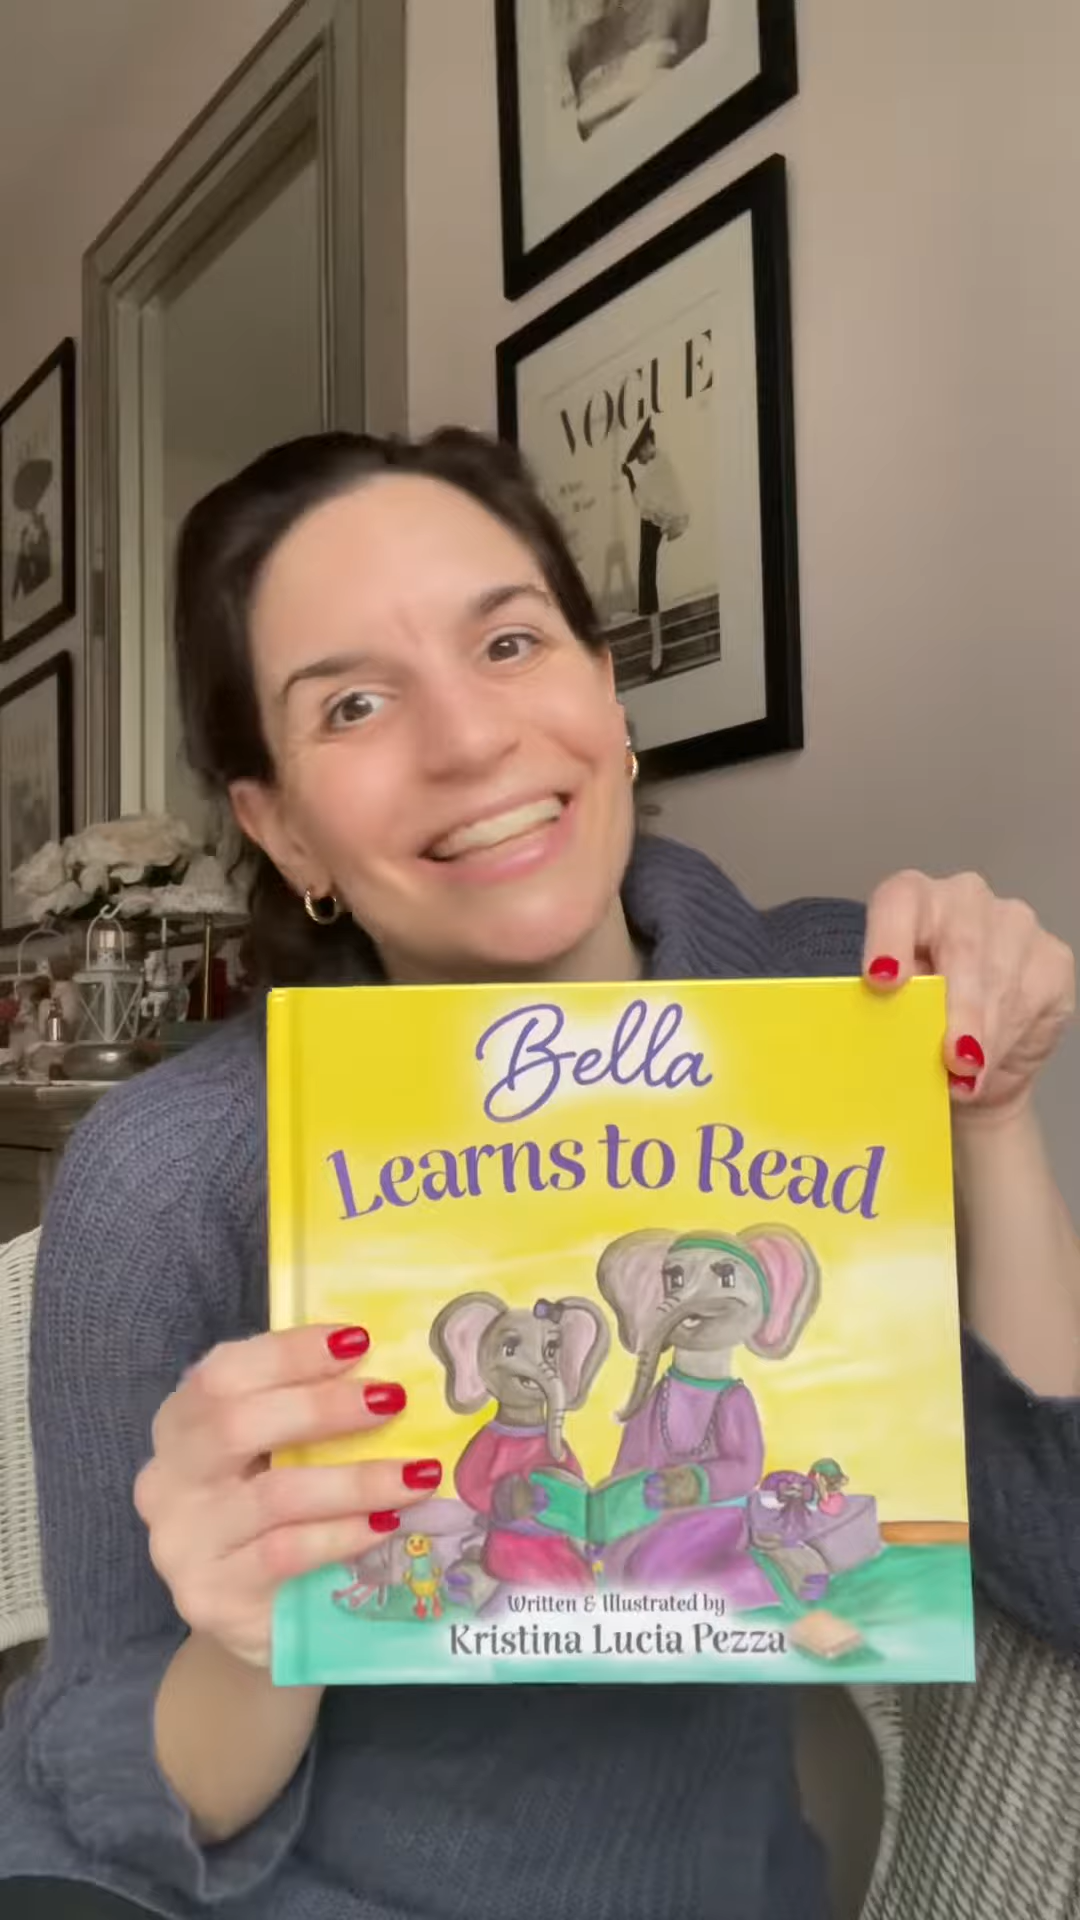 VOGUE
Bella
Learns to Read
Written & Illustrated by
Kristina Lucia Pezza